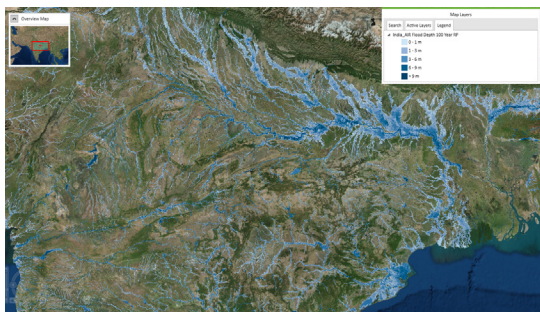 Overview Map
Map Layers
Search
Active Layers
Legend
India_AIR Flood Depth 100 Year RP
0 - 1 m
1 - 3 m
3 - 6 m
6 - 9 m
> 9 m